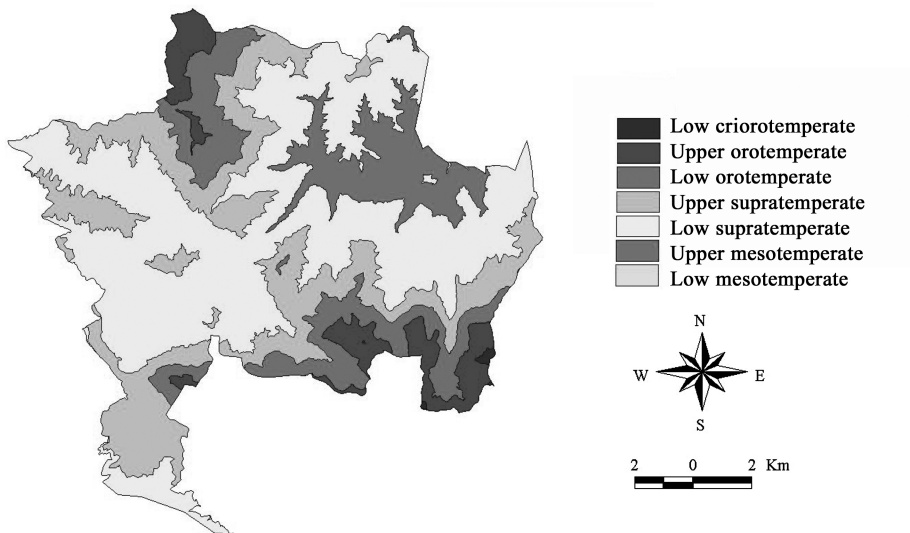 Low criorotemperate
Upper orotemperate
Low orotemperate
Upper supratemperate
Low supratemperate
Upper mesotemperate
Low mesotemperate
N
W E
S
2 0 2 Km